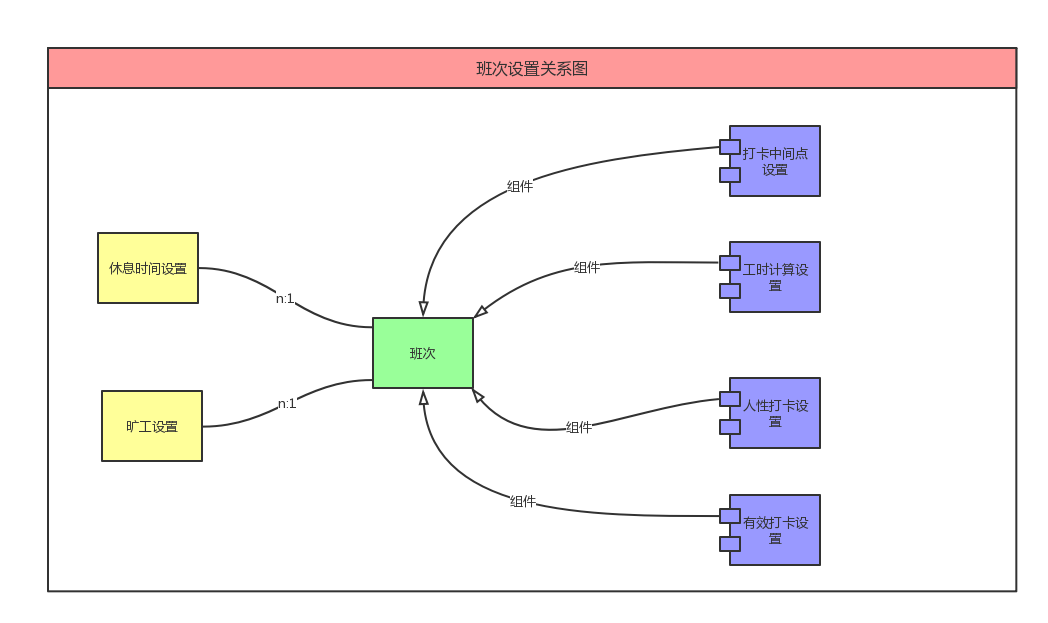 班次设置关系图
打卡中间点
设置
组件
工时计算设
置
组件
休息时间设置
n:1
班次
人性打卡设
置
n:1
旷工设置
组件
组件
有效打卡设
置